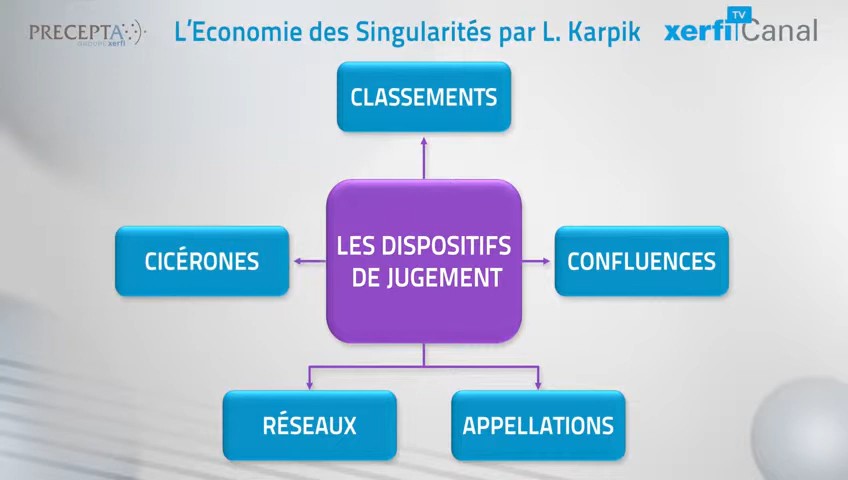 PRECEPTA
GROUPE xerfi
L'Economie des Singularités par L. Karpik
xerfi TV Canal
CLASSEMENTS
CICÉRONES
LES DISPOSITIFS
DE JUGEMENT
CONFLUENCES
RÉSEAUX
APPELLATIONS